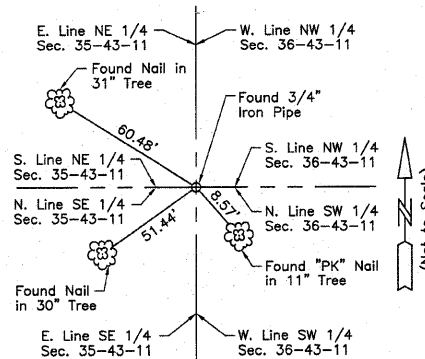 E. Line NE 1/4
Sec. 35-43-11
W. Line NW 1/4
Sec. 36-43-11
Found Nail in
31" Tree
Found 3/4"
Iron Pipe
60.48'
S. Line NE 1/4
Sec. 35-43-11
S. Line NW 1/4
Sec. 36-43-11
N. Line SE 1/4
Sec. 35-43-11
8.57'
N. Line SW 1/4
Sec. 36-43-11
51.44'
N
(Not to Scale)
Found "PK" Nail
in 11" Tree
Found Nail
in 30" Tree
E. Line SE 1/4
Sec. 35-43-11
W. Line SW 1/4
Sec. 36-43-11